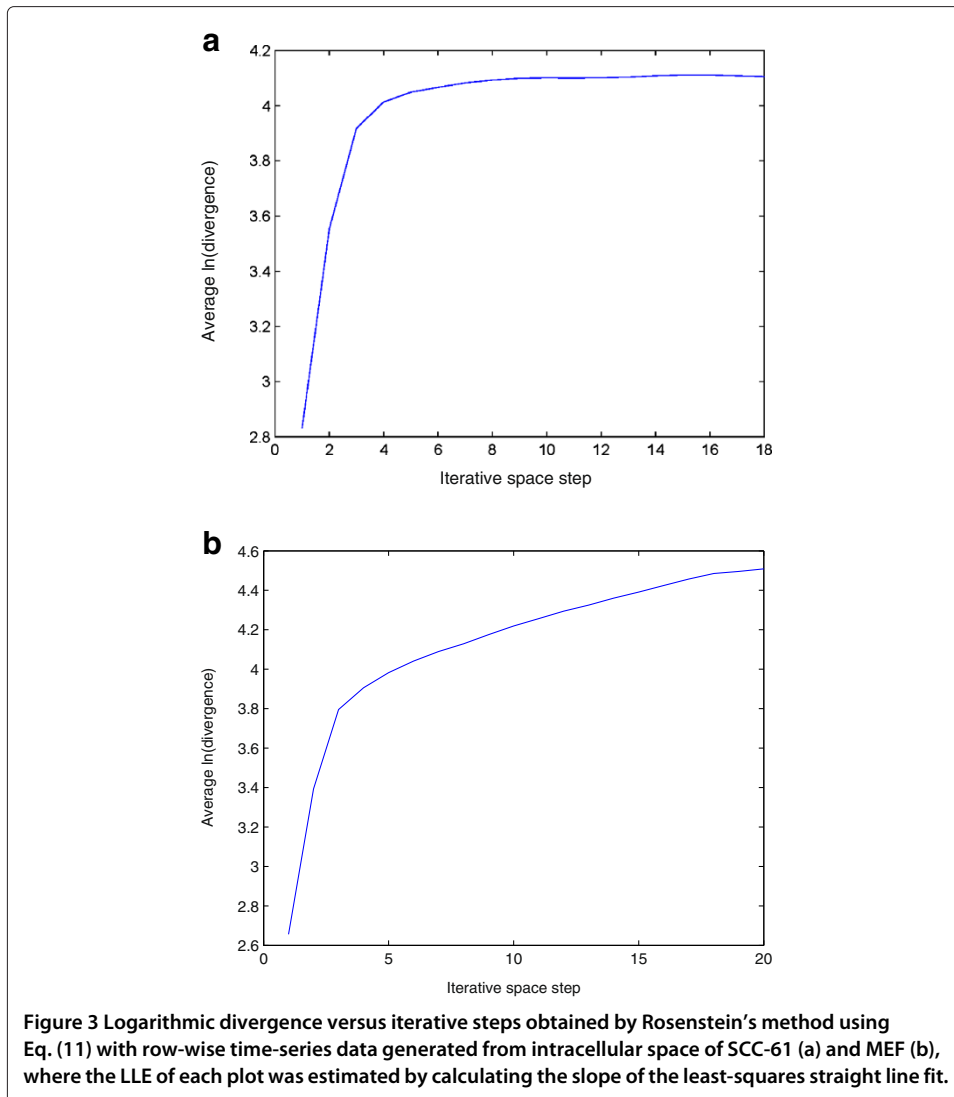 a
4.2
4
3.8
3.6
3.4
3.2
3
2.8
Average ln(divergence)
0 2 4 6 8 10 12 14 16 18
Iterative space step
b
4.6
4.4
4.2
4
3.8
3.6
3.4
3.2
3
2.8
2.6
Average ln(divergence)
0 5 10 15 20
Iterative space step
Figure 3 Logarithmic divergence versus iterative steps obtained by Rosenstein's method using
Eq. (11) with row-wise time-series data generated from intracellular space of SCC-61 (a) and MEF (b),
where the LLE of each plot was estimated by calculating the slope of the least-squares straight line fit.